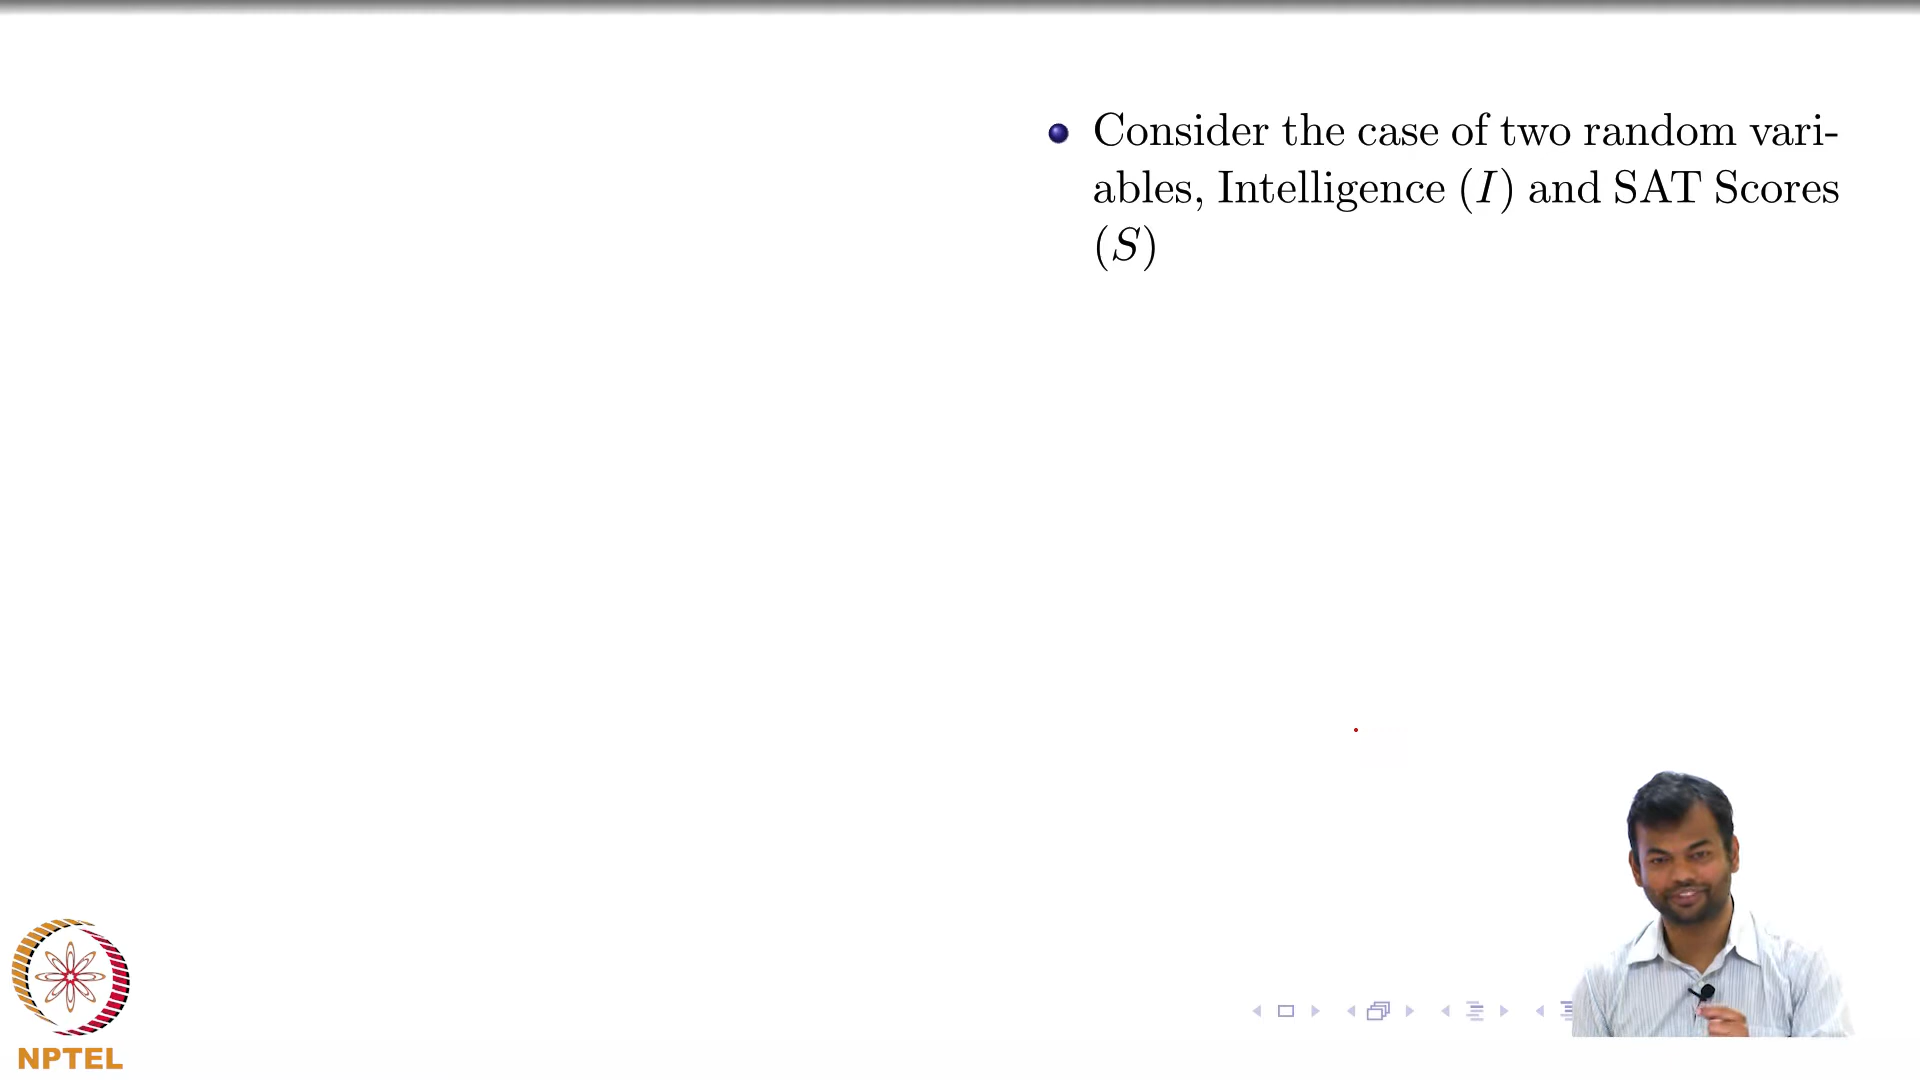 Consider the case of two random vari-
ables, Intelligence (I) and SAT Scores
(S)
NPTEL